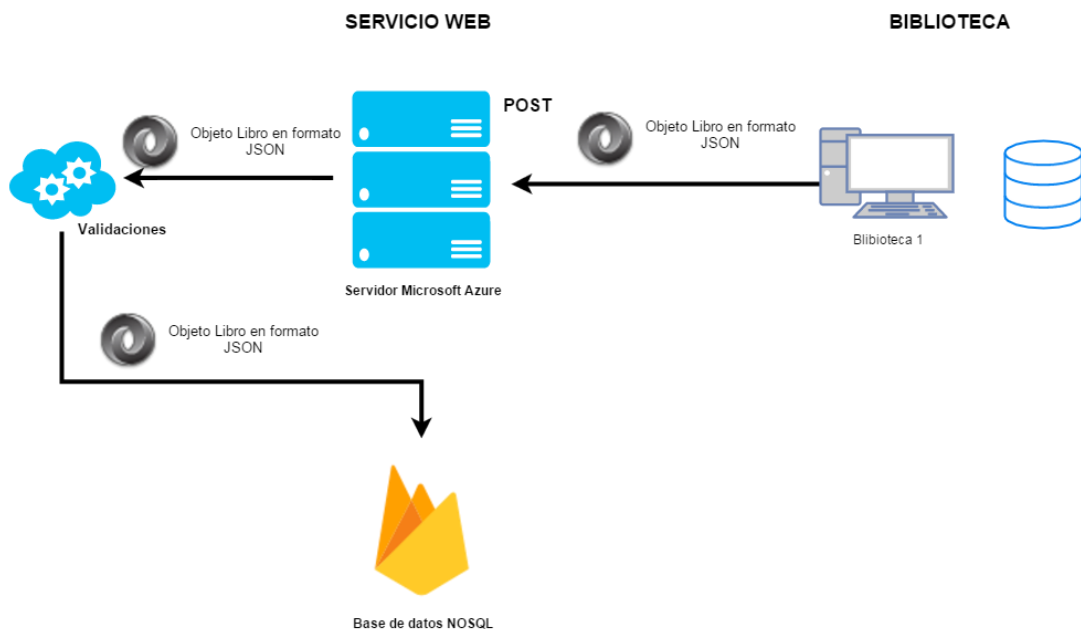 SERVICIO WEB
BIBLIOTECA
POST
Objeto Libro en formato
JSON
Objeto Libro en formato
JSON
Validaciones
Blibioteca 1
Servidor Microsoft Azure
Objeto Libro en formato
JSON
Base de datos NOSQL